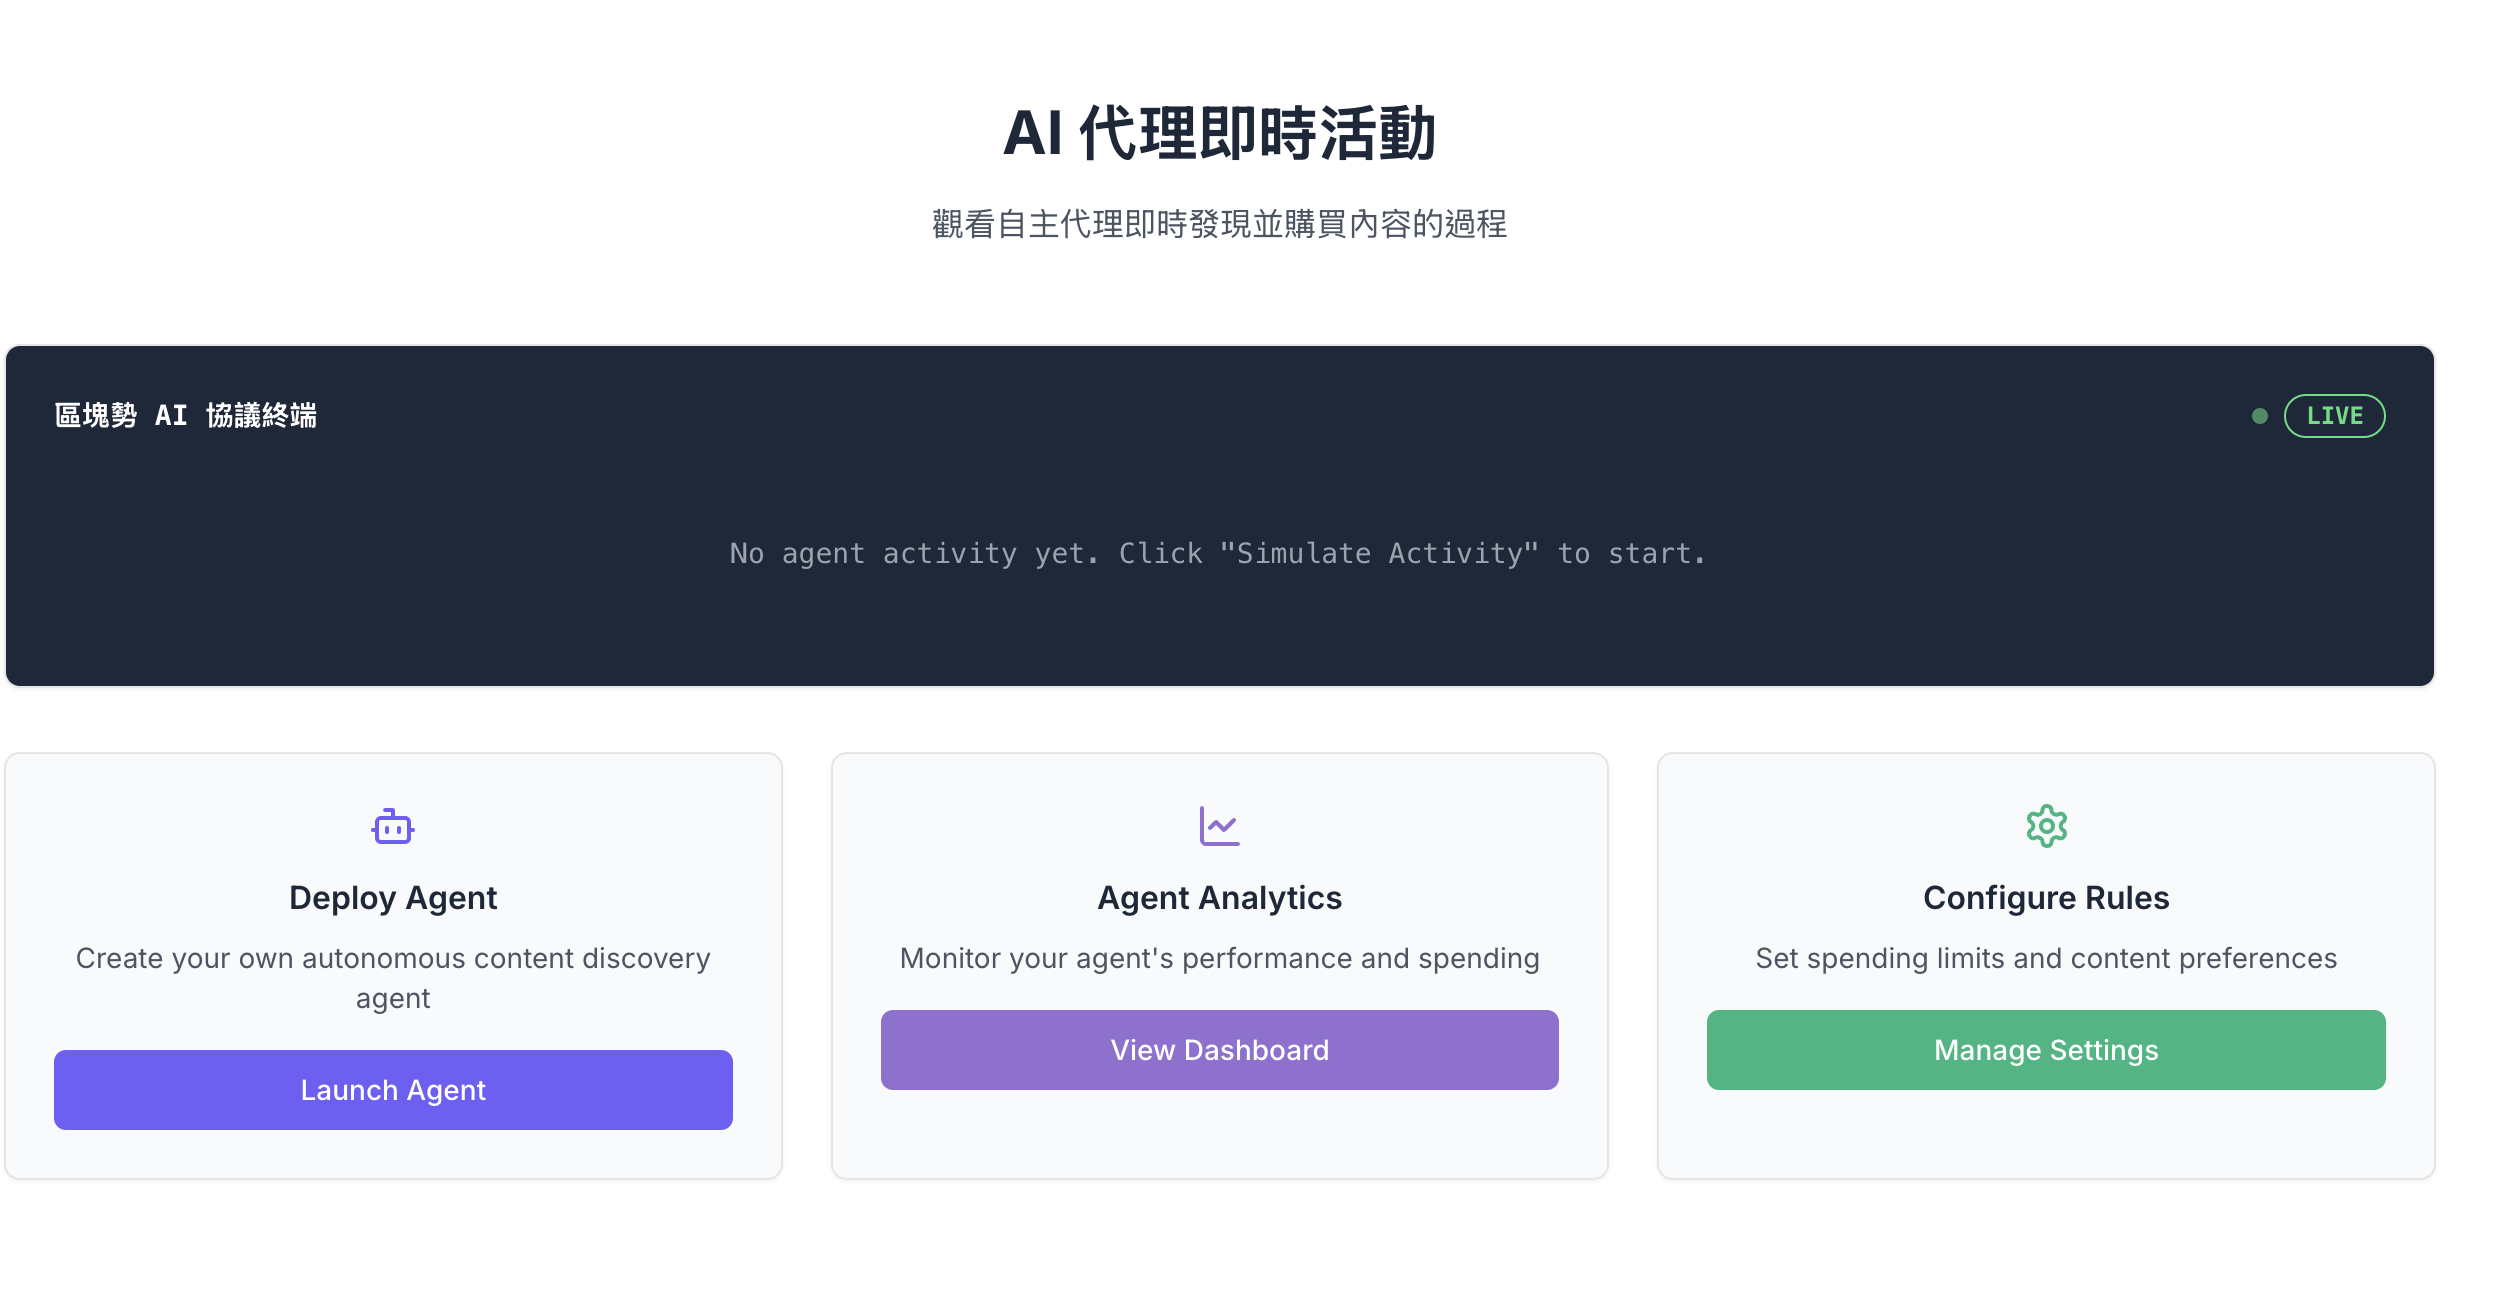 AI 代理即時活動
觀看自主代理即時發現並購買內容的過程
區塊勢 AI 協議終端
LIVE
No agent activity yet. Click "Simulate Activity" to start.
Deploy Agent
Create your own autonomous content discovery
agent
Launch Agent
Agent Analytics
Monitor your agent's performance and spending
View Dashboard
Configure Rules
Set spending limits and content preferences
Manage Settings